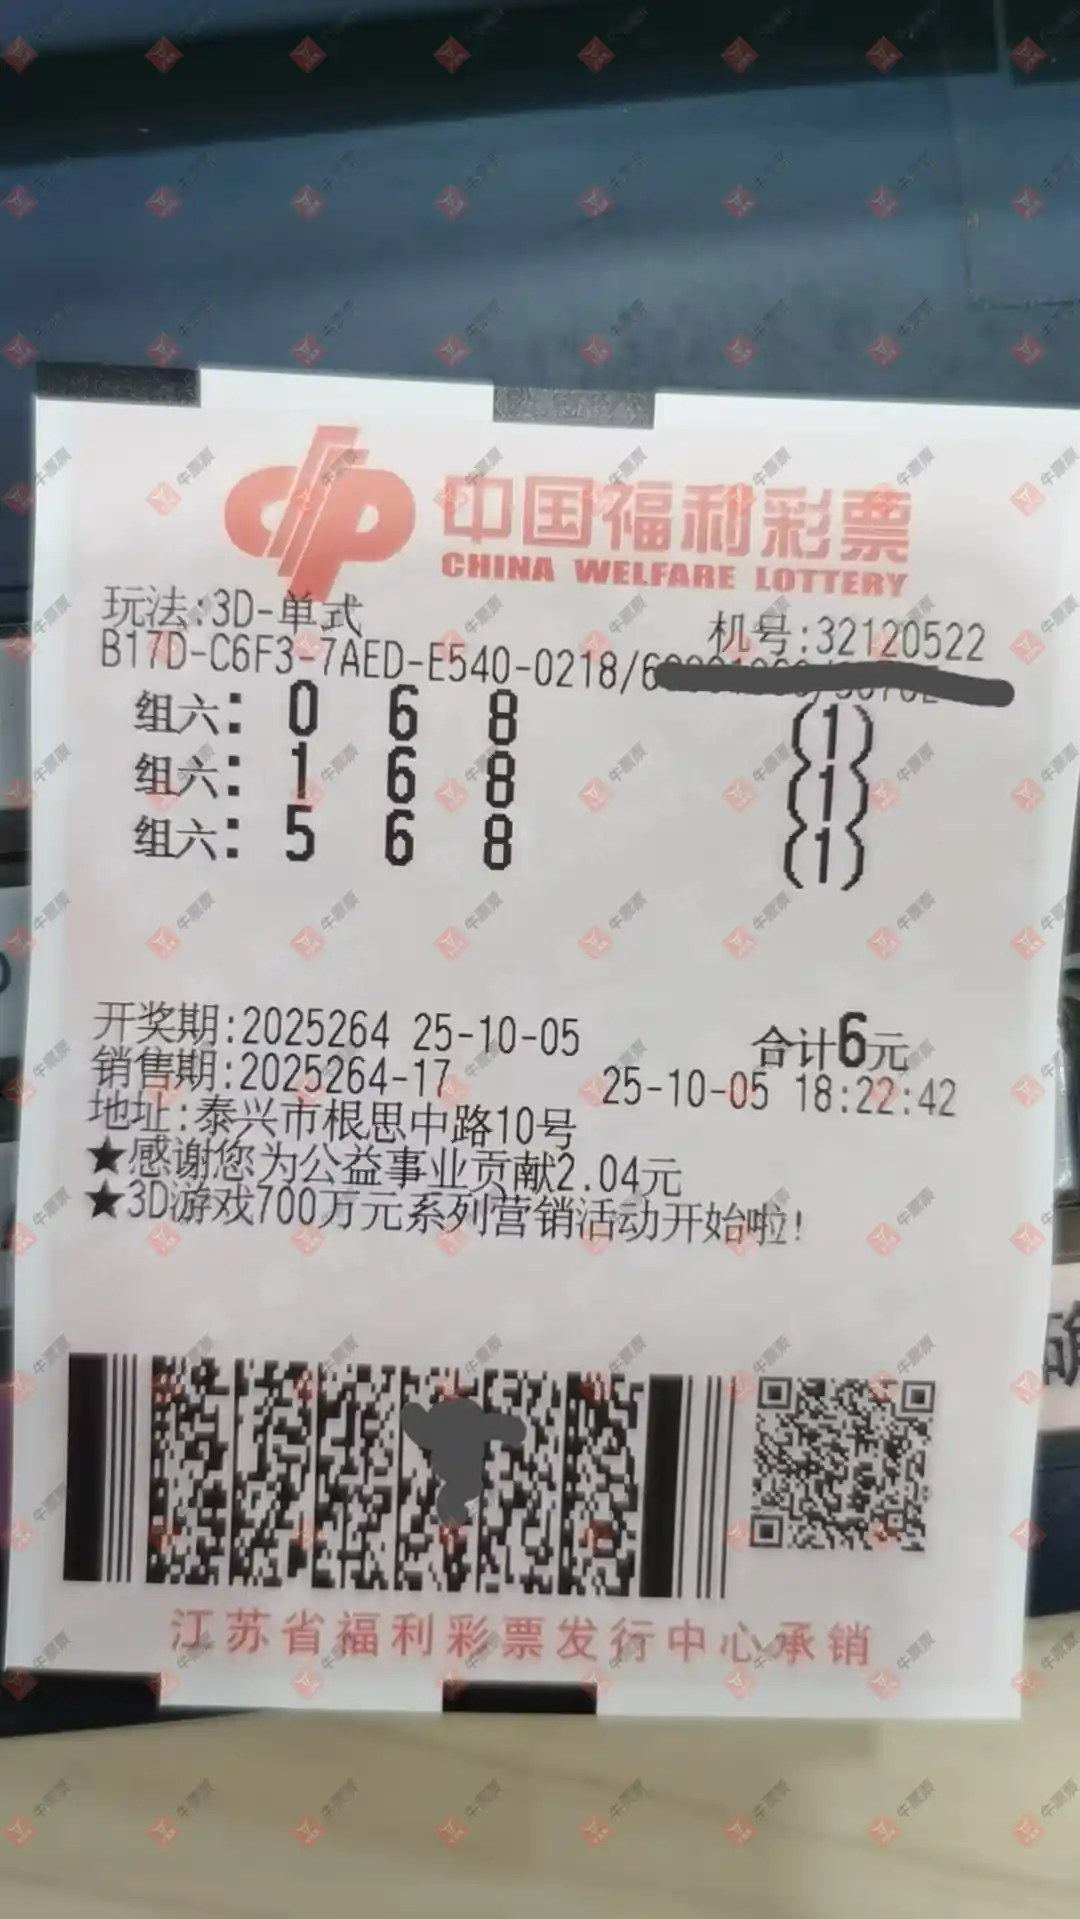 中国福利彩票
CHINA WELFARE LOTTERY
玩法:3D-单式
机号:32120522
B17D-C6F3-7AED-E540-0218/6
组六: 0 6 8 (1)
组六: 1 6 8 (1)
组六: 5 6 8 (1)
开奖期:2025264 25-10-05 合计6元
销售期:2025264-17 25-10-05 18:22:42
地址:泰兴市根思中路10号
★感谢您为公益事业贡献2.04元
★3D游戏700万元系列营销活动开始啦!
江苏省福利彩票发行中心承销
牛票票